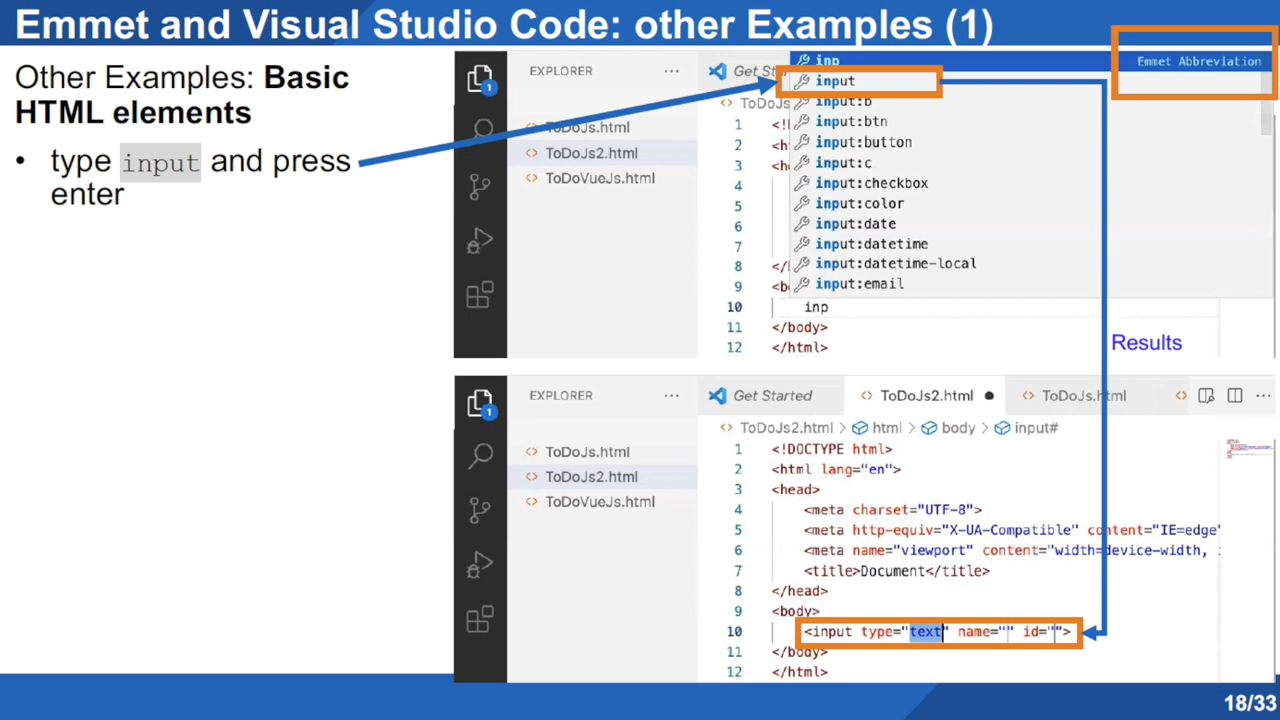 Emmet and Visual Studio Code: other Examples (1)
Other Examples: Basic
HTML elements
• type input and press
enter
EXPLORER ...
ToDoJs.html
ToDoJs2.html
ToDoVueJs.html
Get
ToDoJs
inp
Emmet Abbreviation
input
input:b
input:btn
input:button
input:c
input:checkbox
input:color
input:date
input:datetime
input:datetime-local
input:email
1 <!
2 <h
3 <he
4
5
6
7
8 </
9 <b
10 inp
11 </body>
12 </html>
1
Results
EXPLORER ...
ToDoJs.html
ToDoJs2.html
ToDoVueJs.html
1
Get Started
ToDoJs2.html
ToDoJs.html
ToDoJs2.html > html > body > input#
1 <!DOCTYPE html>
2 <html lang="en">
3 <head>
4 <meta charset="UTF-8">
5 <meta http-equiv="X-UA-Compatible" content="IE=edge"
6 <meta name="viewport" content="width=device-width,
7 <title>Document</title>
8 </head>
9 <body>
10 <input type="text" name="" id="">
11 </body>
12 </html>
18/33